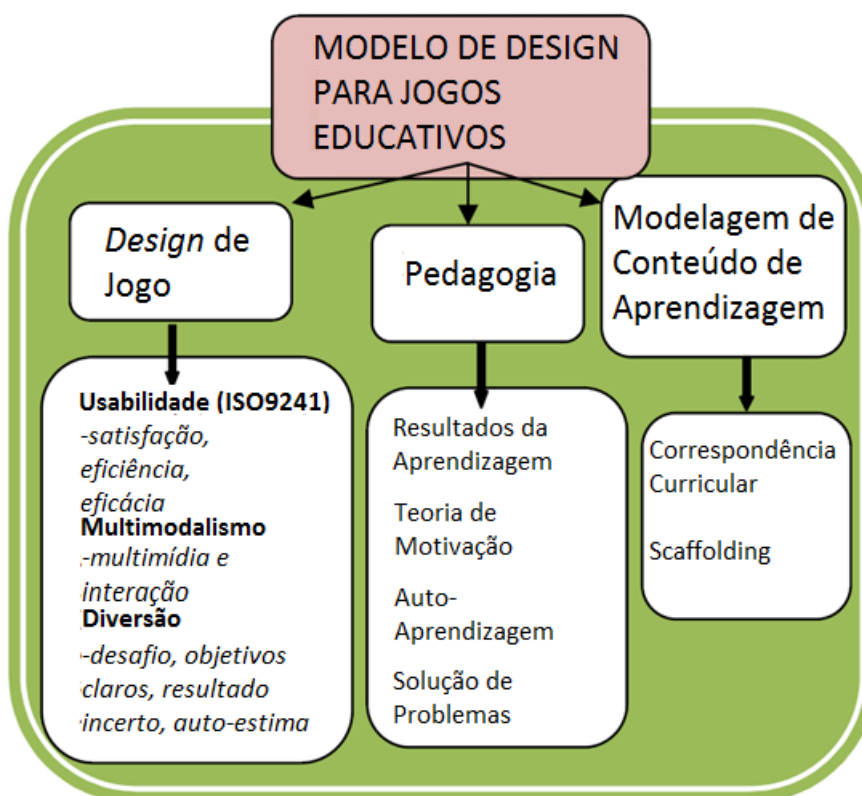 MODELO DE DESIGN
PARA JOGOS
EDUCATIVOS
Design de
Jogo
Pedagogia
Modelagem de
Conteúdo de
Aprendizagem
Usabilidade (ISO9241)
-satisfação,
eficiência,
eficácia
Multimodalismo
-multimídia e
interação
Diversão
-desafio, objetivos
claros, resultado
incerto, auto-estima
Resultados da
Aprendizagem
Teoria de
Motivação
Auto-
Aprendizagem
Solução de
Problemas
Correspondência
Curricular
Scaffolding